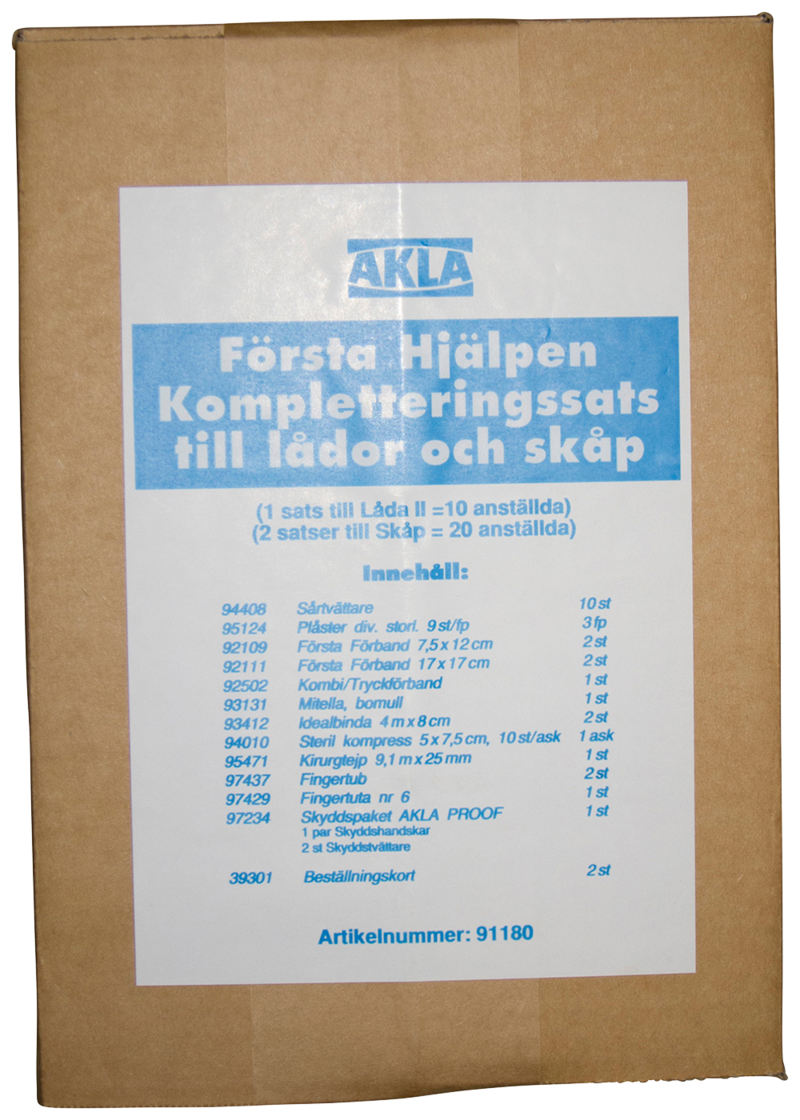 AKLA
Första Hjälpen
Kompletteringssats
till lådor och skåp
(1 sats till Låda II =10 anställda)
(2 satser till Skåp = 20 anställda)
Innehåll:
94408 Sårtvättare 10 st
95124 Plåster div. storl. 9 st/fp 3 fp
92109 Första Förband 7,5 x 12 cm 2 st
92111 Första Förband 17 x 17 cm 2 st
92502 Kombi/Tryckförband 1 st
93131 Mitella, bomull 1 st
93412 Idealbinda 4 m x 8 cm 2 st
94010 Steril kompress 5 x 7,5 cm, 10 st/ask 1 ask
95471 Kirurgtejp 9,1 m x 25 mm 1 st
97437 Fingertub 2 st
97429 Fingertuta nr 6 1 st
97234 Skyddspaket AKLA PROOF 1 st
1 par Skyddshandskar
2 st Skyddstvättare
39301 Beställningskort 2 st
Artikelnummer: 91180